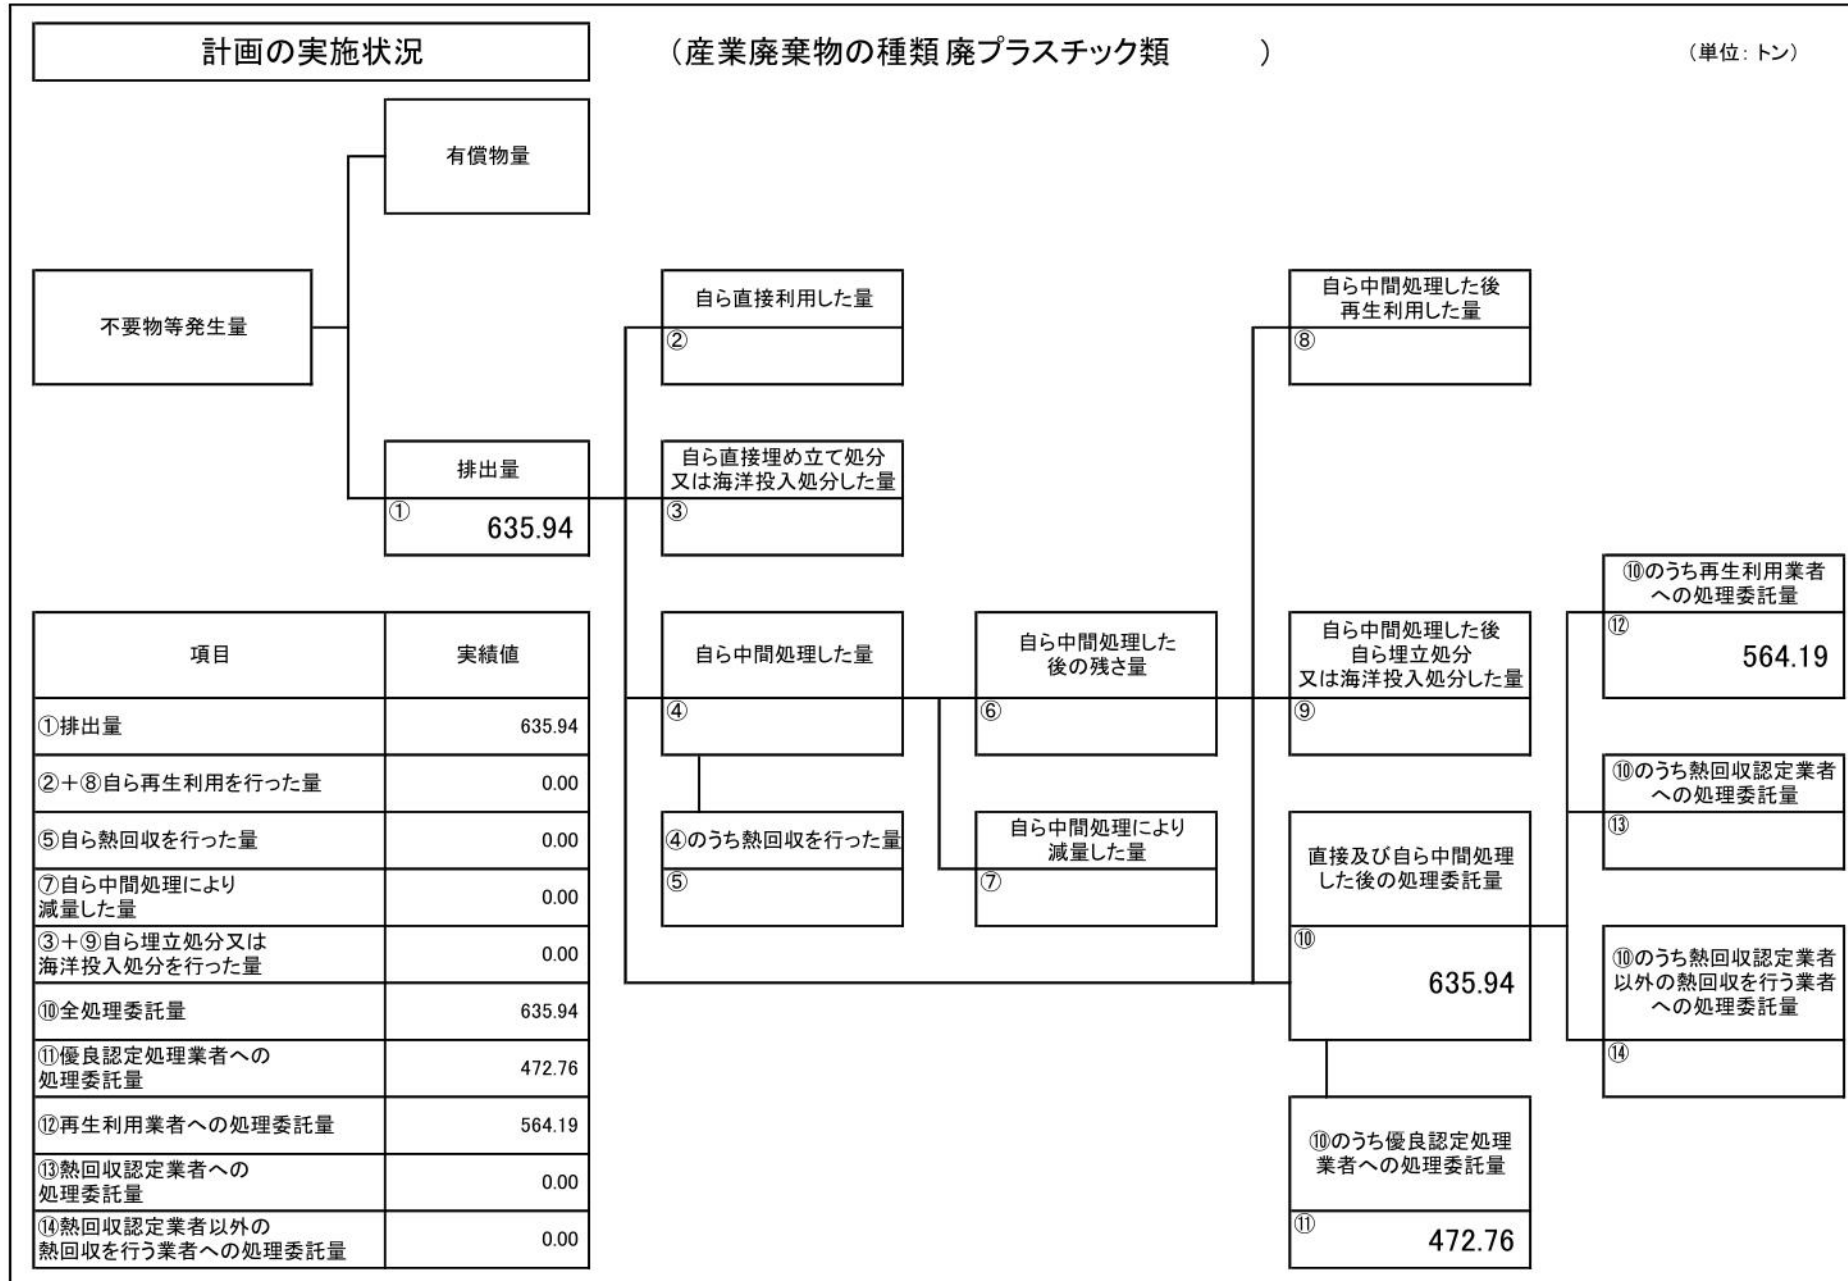 計画の実施状況
（産業廃棄物の種類 廃プラスチック類　　　）
（単位：トン）
有償物量
不要物等発生量
自ら直接利用した量
②
自ら中間処理した後
再生利用した量
⑧
排出量
①
635.94
自ら直接埋め立て処分
又は海洋投入処分した量
③
⑩のうち再生利用業者
への処理委託量
⑫
564.19
自ら中間処理した量
④
自ら中間処理した
後の残さ量
⑥
自ら中間処理した後
自ら埋立処分
又は海洋投入処分した量
⑨
⑩のうち熱回収認定業者
への処理委託量
⑬
④のうち熱回収を行った量
⑤
自ら中間処理により
減量した量
⑦
直接及び自ら中間処理
した後の処理委託量
⑩
635.94
⑩のうち熱回収認定業者
以外の熱回収を行う業者
への処理委託量
⑭
⑩のうち優良認定処理
業者への処理委託量
⑪
472.76
項目 実績値
①排出量 635.94
②＋⑧自ら再生利用を行った量 0.00
⑤自ら熱回収を行った量 0.00
⑦自ら中間処理により
減量した量 0.00
③＋⑨自ら埋立処分又は
海洋投入処分を行った量 0.00
⑩全処理委託量 635.94
⑪優良認定処理業者への
処理委託量 472.76
⑫再生利用業者への処理委託量 564.19
⑬熱回収認定業者への
処理委託量 0.00
⑭熱回収認定業者以外の
熱回収を行う業者への処理委託量 0.00